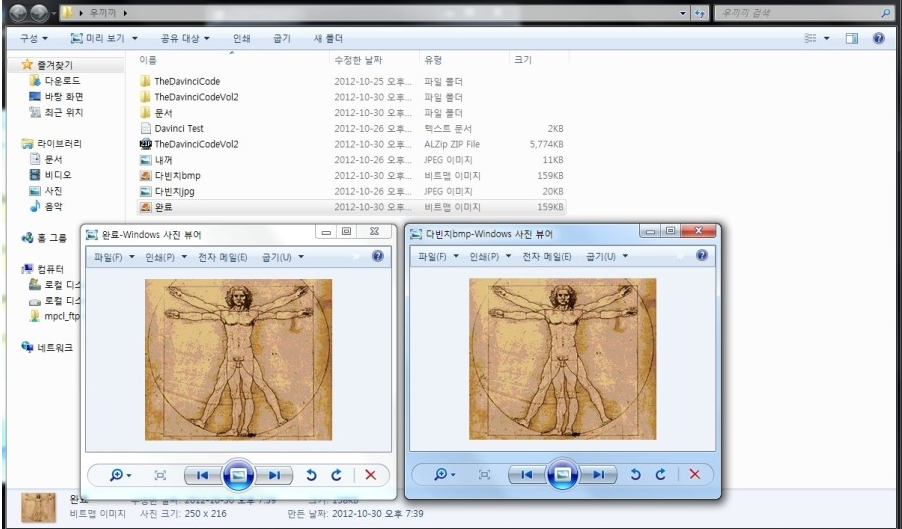 우끼끼
우끼끼 검색
구성 미리 보기 공유 대상 인쇄 굽기 새 폴더
이름 수정한 날짜 유형 크기
즐겨찾기
다운로드
바탕 화면
최근 위치
라이브러리
문서
비디오
사진
음악
홈 그룹
컴퓨터
로컬 디스
로컬 디스
mpcl_ftp
네트워크
TheDavinciCode 2012-10-25 오후... 파일 폴더
TheDavinciCodeVol2 2012-10-30 오후... 파일 폴더
문서 2012-10-30 오후... 파일 폴더
Davinci Test 2012-10-26 오후... 텍스트 문서 2KB
TheDavinciCodeVol2 2012-10-30 오후... ALZip ZIP File 5,774KB
내꺼 2012-10-26 오후... JPEG 이미지 11KB
다빈치bmp 2012-10-30 오후... 비트맵 이미지 159KB
다빈치jpg 2012-10-26 오후... JPEG 이미지 20KB
완료 2012-10-30 오후... 비트맵 이미지 159KB
완료-Windows 사진 뷰어
파일(F) 인쇄(P) 전자 메일(E) 굽기(U)
다빈치bmp-Windows 사진 뷰어
파일(F) 인쇄(P) 전자 메일(E) 굽기(U)
완료 수정한 날짜: 2012-10-30 오후 7:39 크기: 158KB
비트맵 이미지 사진 크기: 250 x 216 만든 날짜: 2012-10-30 오후 7:39